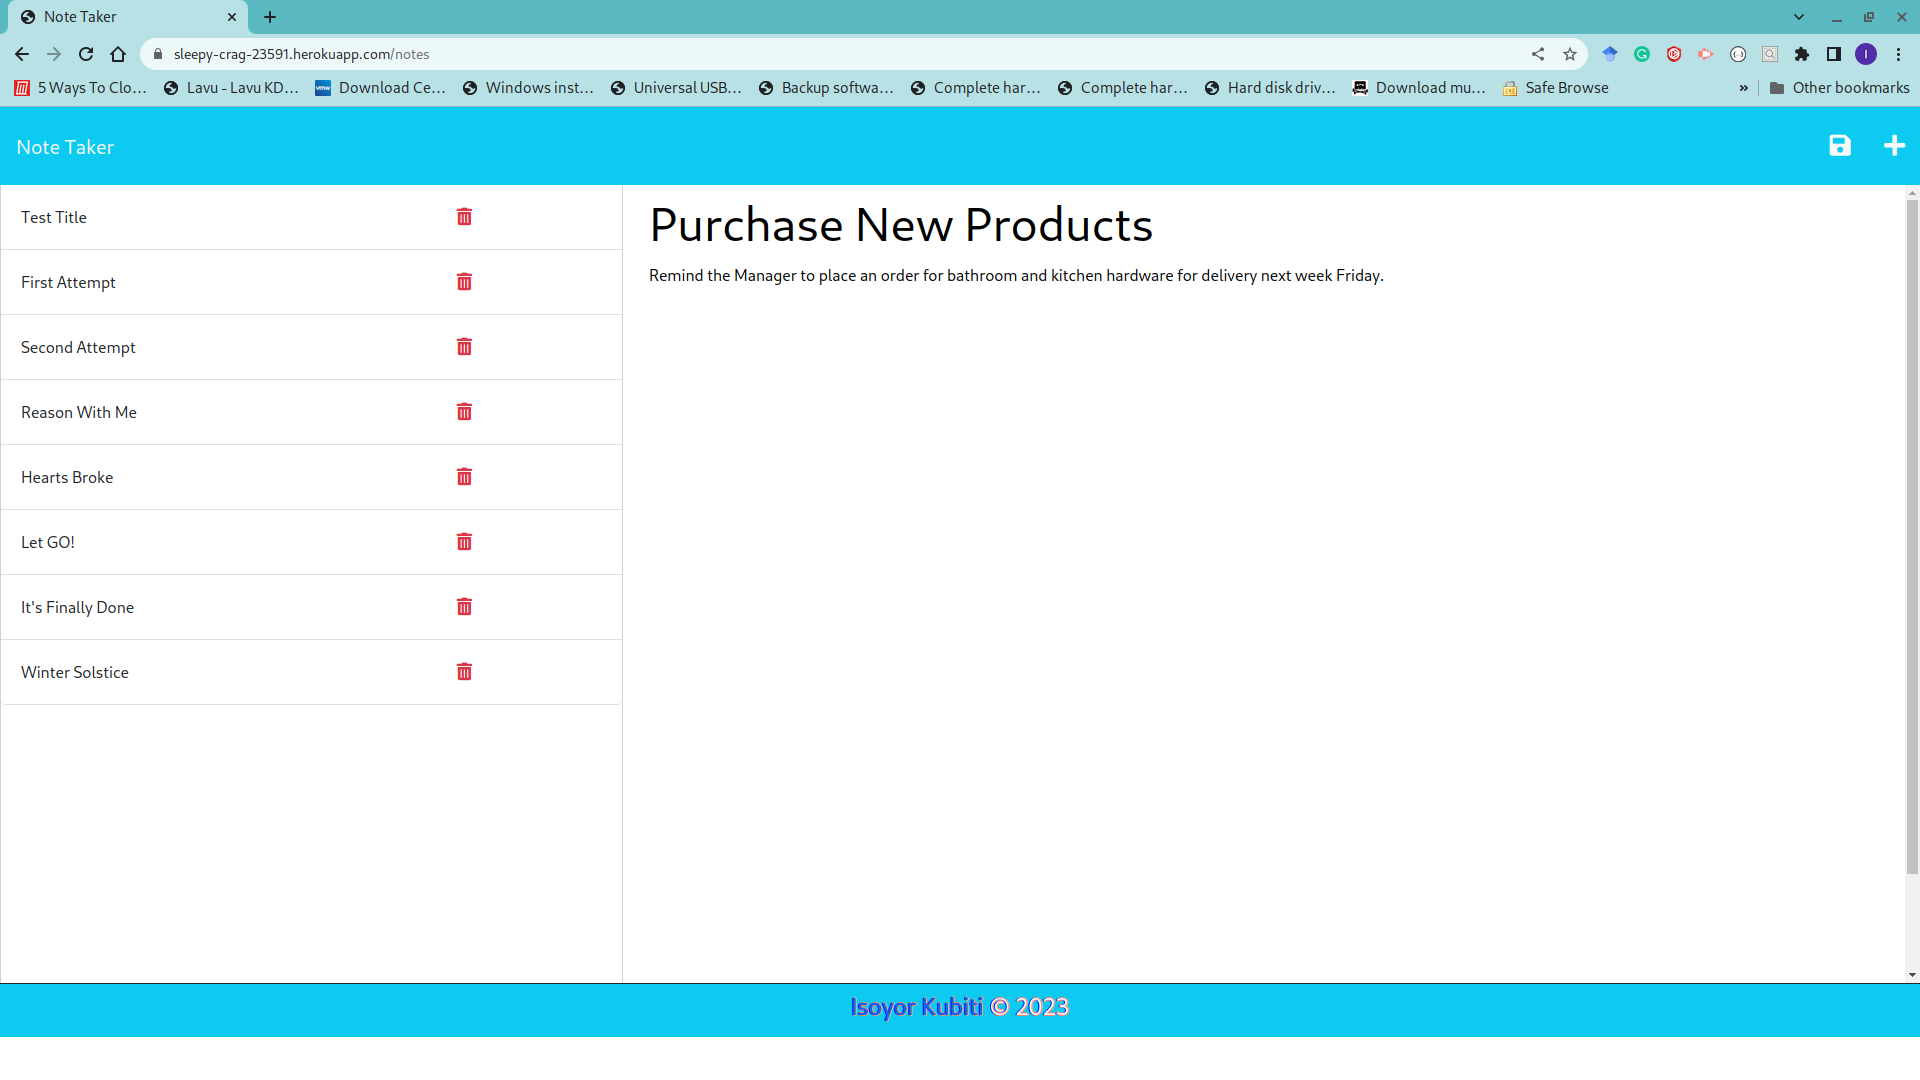 Note Taker
sleepy-crag-23591.herokuapp.com/notes
I
5 Ways To Clo...
Lavu - Lavu KD...
vmw
Download Ce...
Windows inst...
Universal USB...
Backup softwa...
Complete har...
Complete har...
Hard disk driv...
Download mu...
Safe Browse
»
Other bookmarks
Note Taker
Test Title
First Attempt
Second Attempt
Reason With Me
Hearts Broke
Let GO!
It's Finally Done
Winter Solstice
Purchase New Products
Remind the Manager to place an order for bathroom and kitchen hardware for delivery next week Friday.
Isoyor Kubiti © 2023